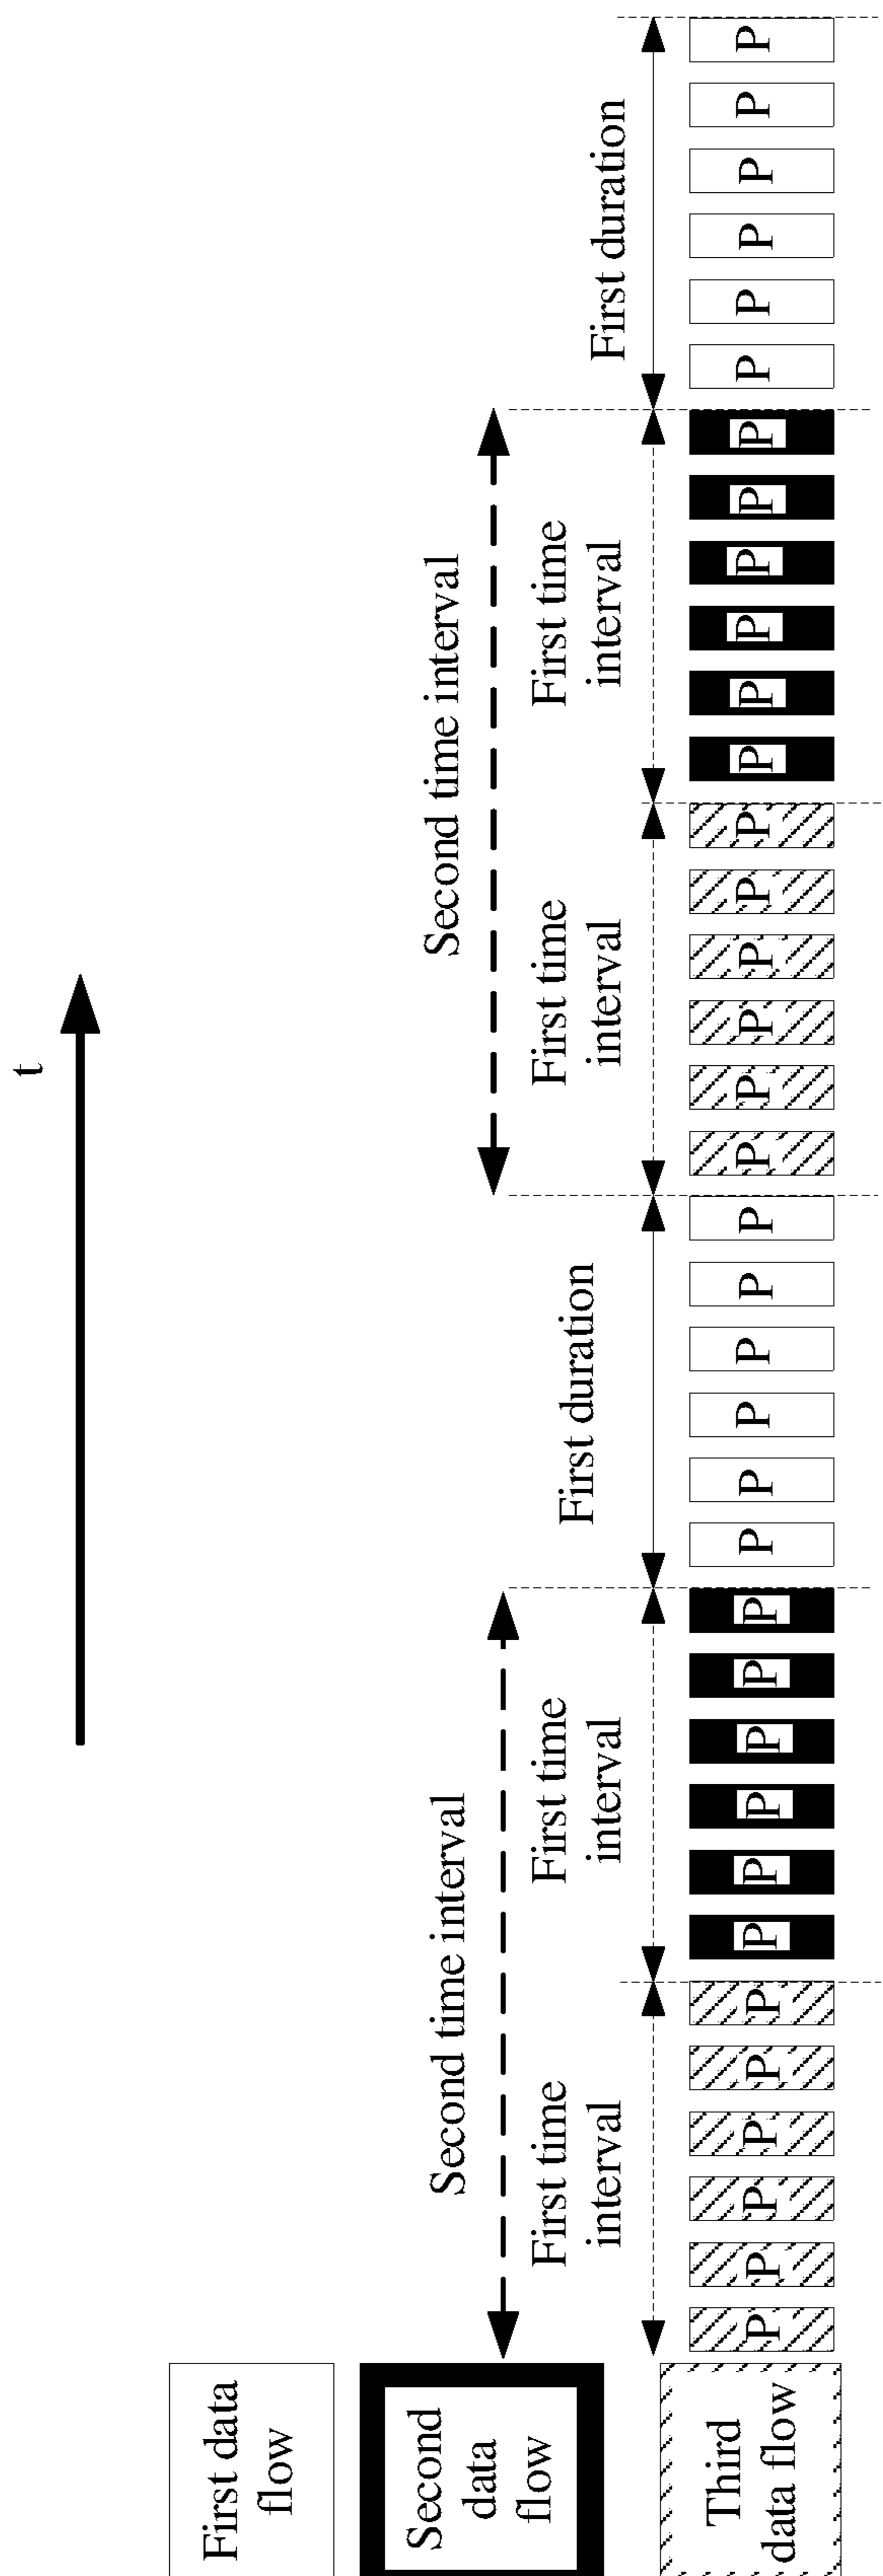 t
First data
flow
Second
data
flow
Second time interval
Second time interval
First time
interval
First time
interval
First duration
First time
interval
First time
interval
First duration
Third
data flow
P P P P P P P P P P P P P P P P P P P P P P P P P P P P P P P P P P P P